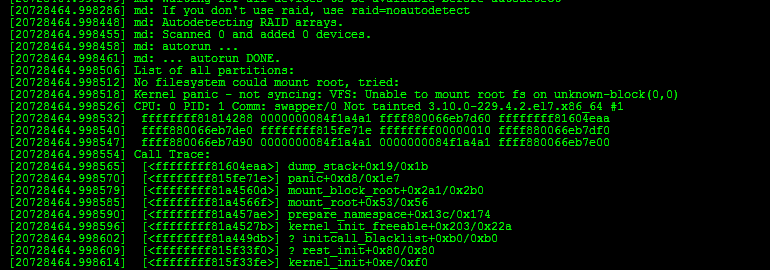 [20728464.998286] md: If you don't use raid, use raid=noautodetect
[20728464.998448] md: Autodetecting RAID arrays.
[20728464.998455] md: Scanned 0 and added 0 devices.
[20728464.998458] md: autorun ...
[20728464.998461] md: ... autorun DONE.
[20728464.998506] List of all partitions:
[20728464.998512] No filesystem could mount root, tried:
[20728464.998518] Kernel panic - not syncing: VFS: Unable to mount root fs on unknown-block(0,0)
[20728464.998526] CPU: 0 PID: 1 Comm: swapper/0 Not tainted 3.10.0-229.4.2.el7.x86_64 #1
[20728464.998532]  ffffffff81814288 0000000084f1a4a1 ffff880066eb7d60 ffffffff81604eaa
[20728464.998540]  ffff880066eb7de0 ffffffff815fe71e ffffffff00000010 ffff880066eb7df0
[20728464.998547]  ffff880066eb7d90 0000000084f1a4a1 0000000084f1a4a1 ffff880066eb7e00
[20728464.998554] Call Trace:
[20728464.998565]  [<ffffffff81604eaa>] dump_stack+0x19/0x1b
[20728464.998570]  [<ffffffff815fe71e>] panic+0xd8/0x1e7
[20728464.998579]  [<ffffffff81a4560d>] mount_block_root+0x2a1/0x2b0
[20728464.998585]  [<ffffffff81a4566f>] mount_root+0x53/0x56
[20728464.998590]  [<ffffffff81a457ae>] prepare_namespace+0x13c/0x174
[20728464.998596]  [<ffffffff81a4527b>] kernel_init_freeable+0x203/0x22a
[20728464.998602]  [<ffffffff81a449db>] ? initcall_blacklist+0xb0/0xb0
[20728464.998609]  [<ffffffff815f33f0>] ? rest_init+0x80/0x80
[20728464.998614]  [<ffffffff815f33fe>] kernel_init+0xe/0xf0